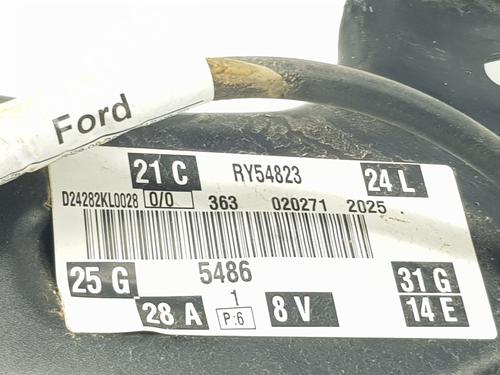 Ford
21 C RY54823 24 L
D24282KL0028 0/0 363 020271 2025
25 G 5486 31 G
28 A 1 8 V 14 E
P:6